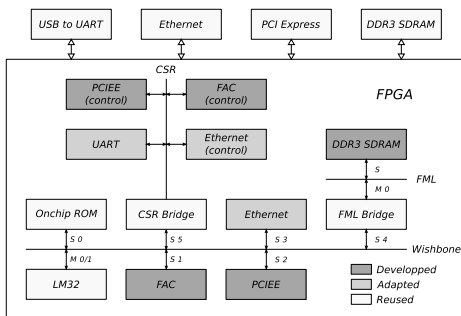 USB to UART
Ethernet
PCI Express
DDR3 SDRAM
CSR
FPGA
PCIEE
(control)
FAC
(control)
UART
Ethernet
(control)
DDR3 SDRAM
S
FML
M 0
Onchip ROM
CSR Bridge
Ethernet
FML Bridge
S 0
S 5
S 3
S 4
Wishbone
M 0/1
S 1
S 2
LM32
FAC
PCIEE
Developped
Adapted
Reused